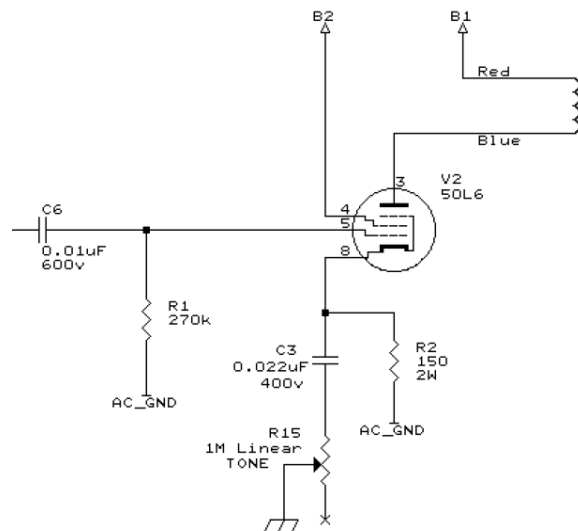 B2
B1
Red
Blue
3
V2
50L6
4
5
8
C6
0.01uF
600v
R1
270k
AC_GND
C3
0.022uF
400v
R2
150
2W
AC_GND
R15
1M Linear
TONE